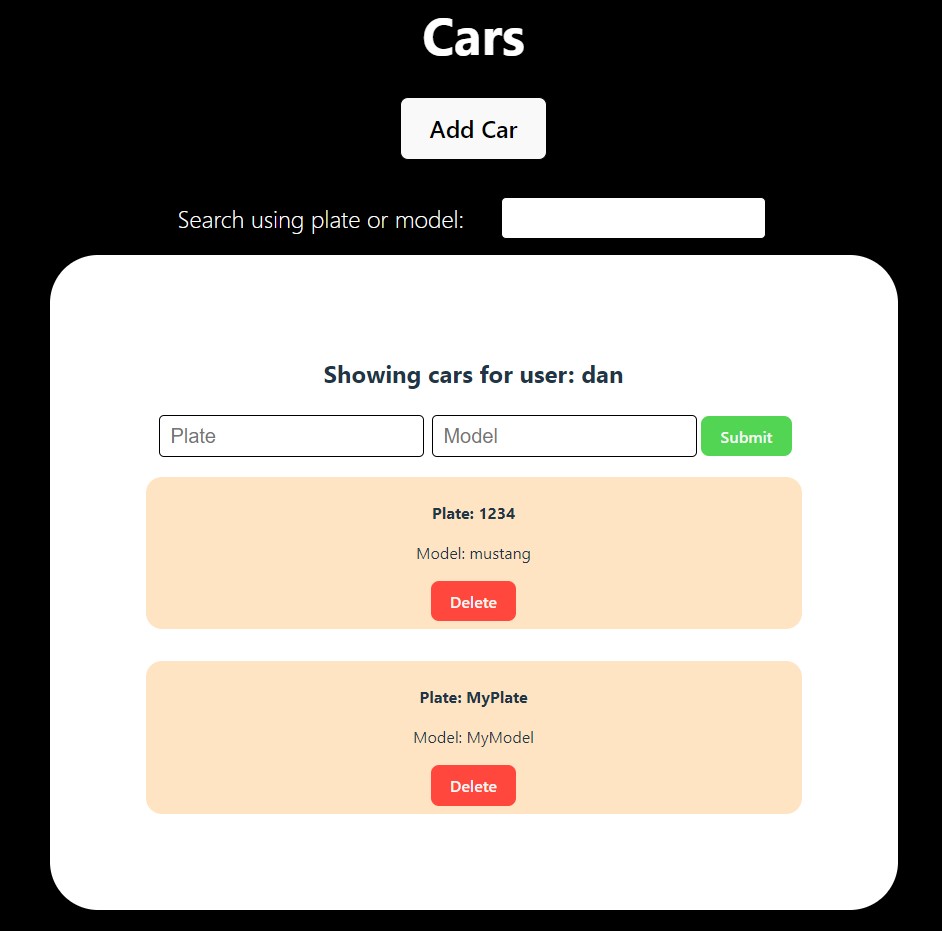 Cars
Add Car
Search using plate or model:
Showing cars for user: dan
Plate Model Submit
Plate: 1234
Model: mustang
Delete
Plate: MyPlate
Model: MyModel
Delete